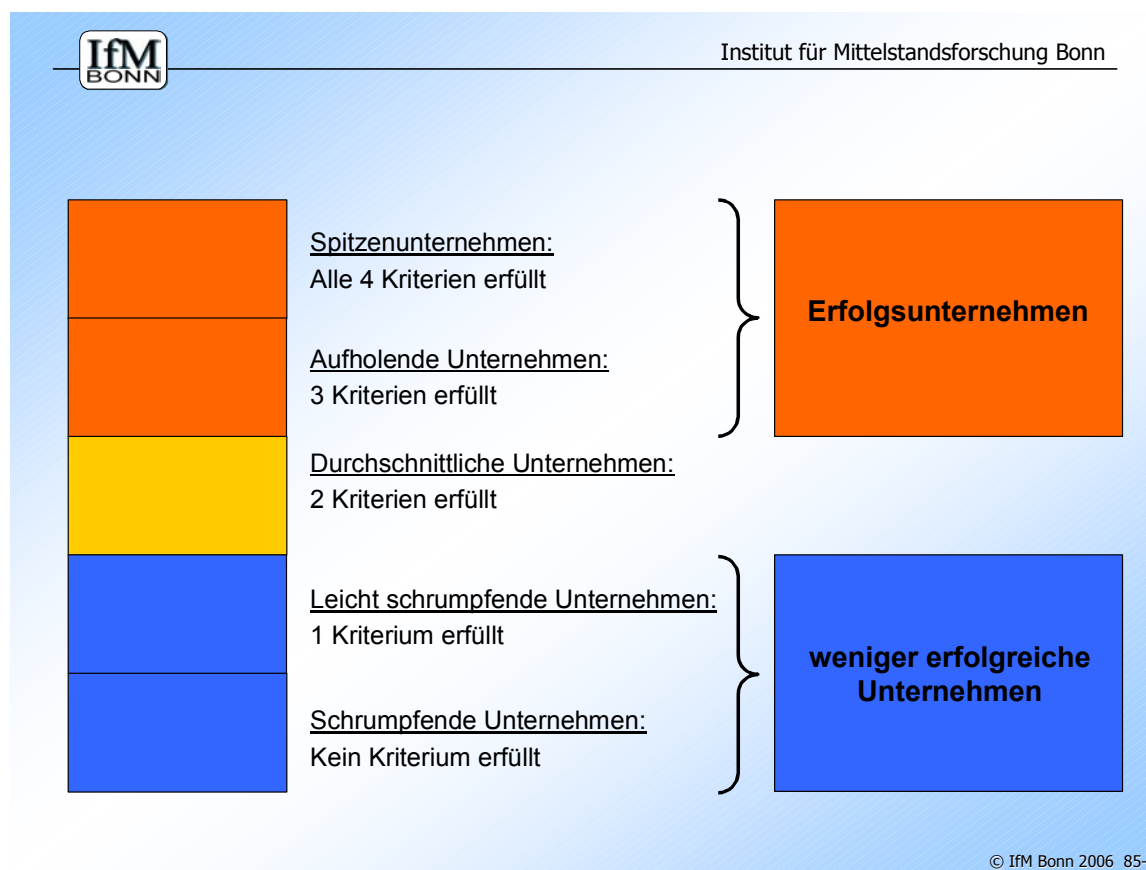 IfM
BONN
Institut für Mittelstandsforschung Bonn
Spitzenunternehmen:
Alle 4 Kriterien erfüllt
Aufholende Unternehmen:
3 Kriterien erfüllt
Erfolgsunternehmen
Durchschnittliche Unternehmen:
2 Kriterien erfüllt
Leicht schrumpfende Unternehmen:
1 Kriterium erfüllt
Schrumpfende Unternehmen:
Kein Kriterium erfüllt
weniger erfolgreiche
Unternehmen
© IfM Bonn 2006 85-